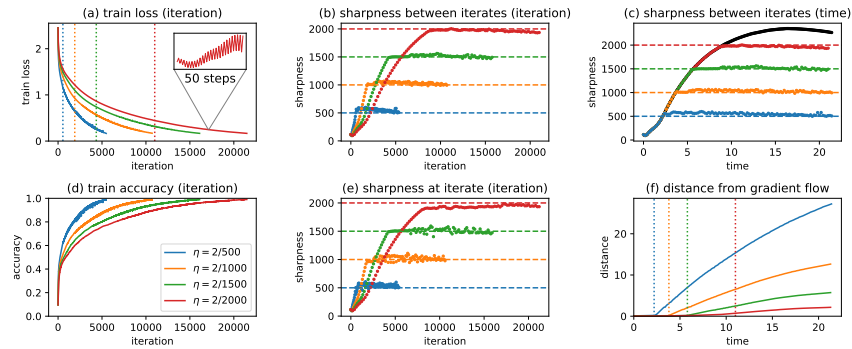 (a) train loss (iteration)
train loss
2
1
0
50 steps
0 5000 10000 15000 20000
iteration
(b) sharpness between iterates (iteration)
sharpness
2000
1500
1000
500
0
0 5000 10000 15000 20000
iteration
(c) sharpness between iterates (time)
sharpness
2000
1500
1000
500
0
0 5 10 15 20
time
(d) train accuracy (iteration)
accuracy
1.0
0.8
0.6
0.4
0.2
0.0
η = 2/500
η = 2/1000
η = 2/1500
η = 2/2000
0 5000 10000 15000 20000
iteration
(e) sharpness at iterate (iteration)
sharpness
2000
1500
1000
500
0
0 5000 10000 15000 20000
iteration
(f) distance from gradient flow
distance
20
10
0
0 5 10 15 20
time